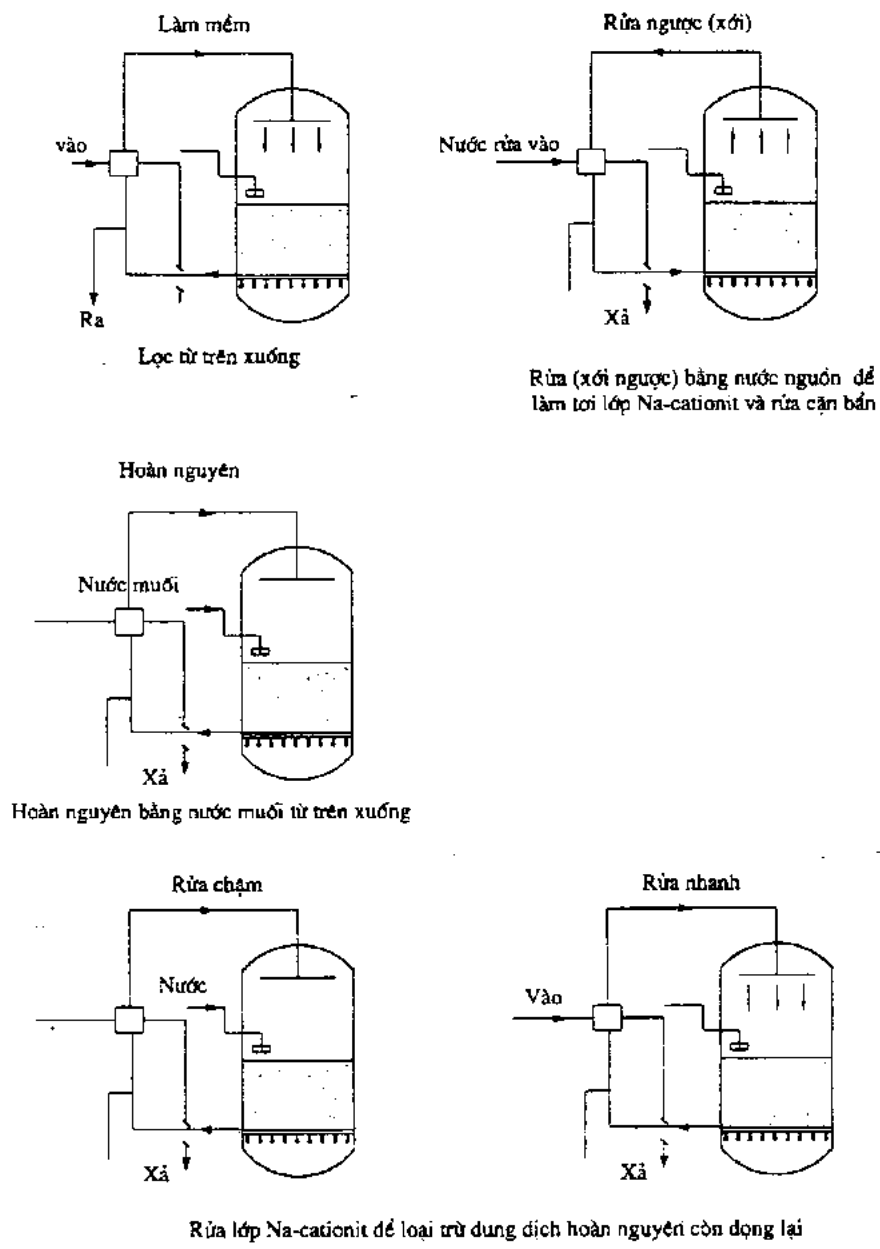 Làm mềm
Rửa ngược (xới)
vào
Nước rửa vào
Ra
Xả
Lọc từ trên xuống
Rửa (xới ngược) bằng nước nguồn để
làm tơi lớp Na-cationit và rửa cặn bẩn
Hoàn nguyên
Nước muối
Xả
Hoàn nguyên bằng nước muối từ trên xuống
Rửa chậm
Rửa nhanh
Nước
Vào
Xả
Xả
Rửa lớp Na-cationit để loại trừ dung dịch hoàn nguyên còn đọng lại